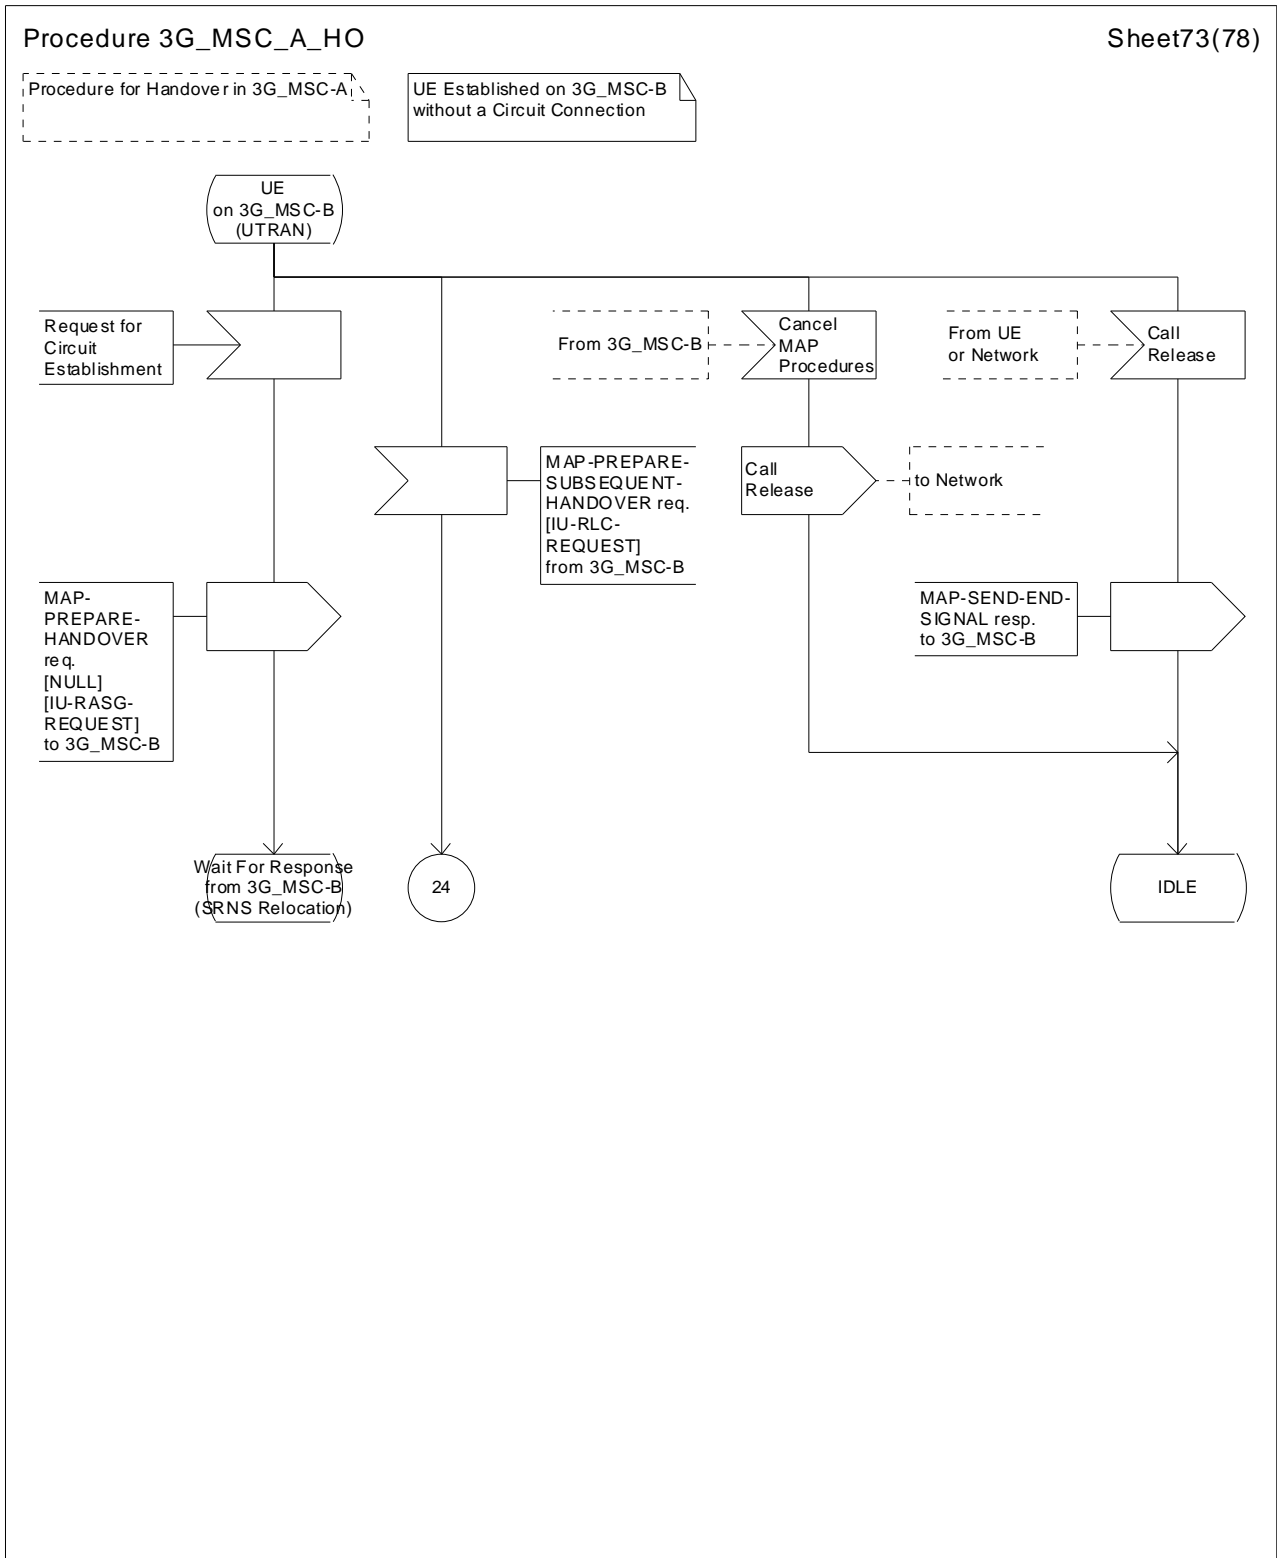 Procedure 3G_MSC_A_HO
Sheet73(78)
Procedure for Handover in 3G_MSC-A
UE Established on 3G_MSC-B
without a Circuit Connection
UE
on 3G_MSC-B
(UTRAN)
Request for
Circuit
Establishment
From 3G_MSC-B
Cancel
MAP
Procedures
From UE
or Network
Call
Release
MAP-PREPARE-
SUBSEQUENT-
HANDOVER req.
[IU-RLC-
REQUEST]
from 3G_MSC-B
Call
Release
to Network
MAP-
PREPARE-
HANDOVER
req.
[NULL]
[IU-RASG-
REQUEST]
to 3G_MSC-B
MAP-SEND-END-
SIGNAL resp.
to 3G_MSC-B
Wait For Response
from 3G_MSC-B
(SRNS Relocation)
24
IDLE